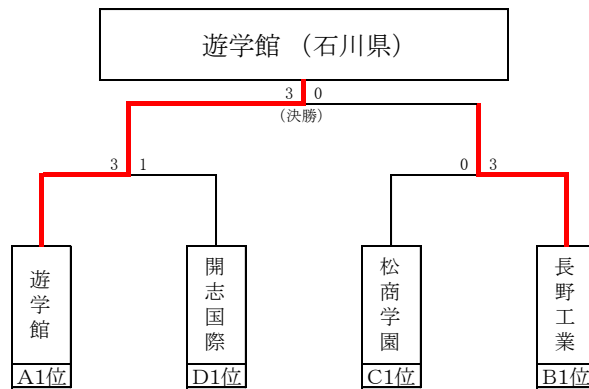 遊学館 （石川県）
3 0
(決勝)
3 1
0 3
遊学館
開志国際
松商学園
長野工業
A1位
D1位
C1位
B1位